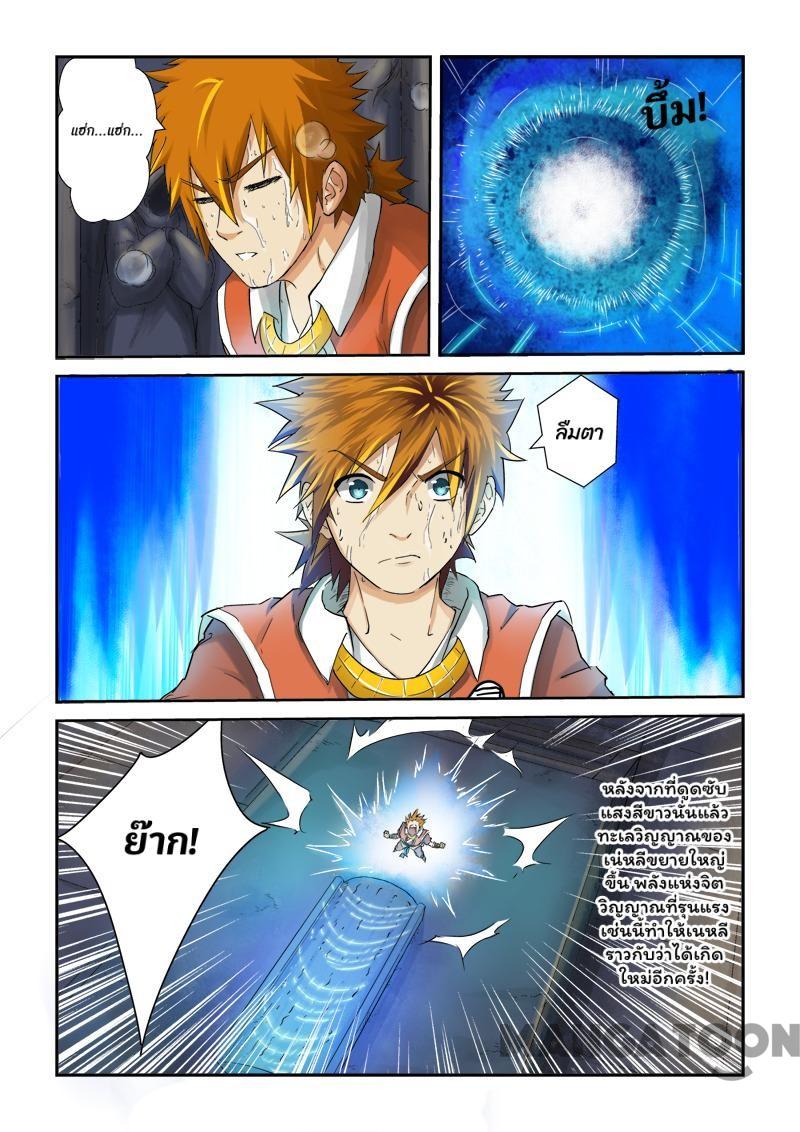 แฮ่ก...แฮ่ก...
บึ้ม!
ลืมตา
ย๊าก!
หลังจากที่ดูดซับ
แสงสีขาวนั้นแล้ว
ทะเลวิญญาณของ
เน่หลีขยายใหญ่
ขึ้น พลังแห่งจิต
วิญญาณที่รุนแรง
เช่นนี้ทำให้เนหลี
ราวกับว่าได้เกิด
ใหม่อีกครั้ง!
MANGATOON